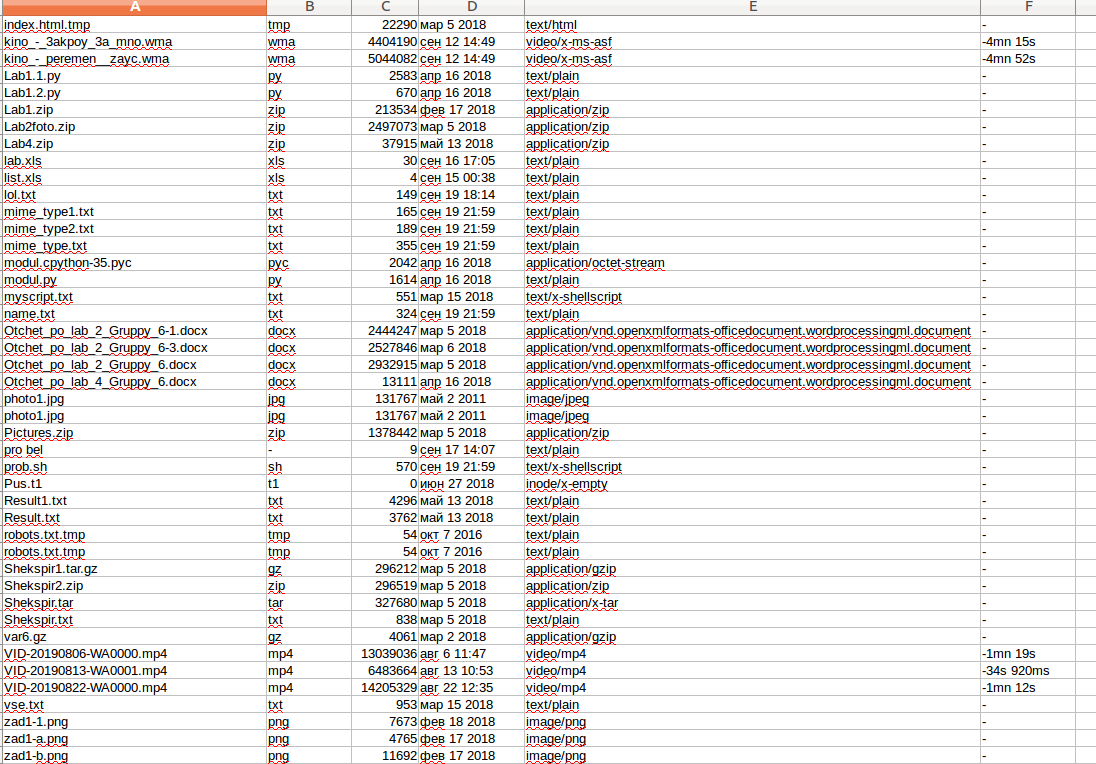 A B C D E F
index.html.tmp tmp 22290 мар 5 2018 text/html -
kino_-_3akpoy_3a_mno.wma wma 4404190 сен 12 14:49 video/x-ms-asf -4mn 15s
kino_-_peremen__zayc.wma wma 5044082 сен 12 14:49 video/x-ms-asf -4mn 52s
Lab1.1.py py 2583 апр 16 2018 text/plain -
Lab1.2.py py 670 апр 16 2018 text/plain -
Lab1.zip zip 213534 фев 17 2018 application/zip -
Lab2foto.zip zip 2497073 мар 5 2018 application/zip -
Lab4.zip zip 37915 май 13 2018 application/zip -
lab.xls xls 30 сен 16 17:05 text/plain -
list.xls xls 4 сен 15 00:38 text/plain -
lol.txt txt 149 сен 19 18:14 text/plain -
mime_type1.txt txt 165 сен 19 21:59 text/plain -
mime_type2.txt txt 189 сен 19 21:59 text/plain -
mime_type.txt txt 355 сен 19 21:59 text/plain -
modul.cpython-35.pyc pyc 2042 апр 16 2018 application/octet-stream -
modul.py py 1614 апр 16 2018 text/plain -
myscript.txt txt 551 мар 15 2018 text/x-shellscript -
name.txt txt 324 сен 19 21:59 text/plain -
Otchet_po_lab_2_Gruppy_6-1.docx docx 2444247 мар 5 2018 application/vnd.openxmlformats-officedocument.wordprocessingml.document -
Otchet_po_lab_2_Gruppy_6-3.docx docx 2527846 мар 6 2018 application/vnd.openxmlformats-officedocument.wordprocessingml.document -
Otchet_po_lab_2_Gruppy_6.docx docx 2932915 мар 5 2018 application/vnd.openxmlformats-officedocument.wordprocessingml.document -
Otchet_po_lab_4_Gruppy_6.docx docx 13111 апр 16 2018 application/vnd.openxmlformats-officedocument.wordprocessingml.document -
photo1.jpg jpg 131767 май 2 2011 image/jpeg -
photo1.jpg jpg 131767 май 2 2011 image/jpeg -
Pictures.zip zip 1378442 мар 5 2018 application/zip -
pro bel - 9 сен 17 14:07 text/plain -
prob.sh sh 570 сен 19 21:59 text/x-shellscript -
Pus.t1 t1 0 июн 27 2018 inode/x-empty -
Result1.txt txt 4296 май 13 2018 text/plain -
Result.txt txt 3762 май 13 2018 text/plain -
robots.txt.tmp tmp 54 окт 7 2016 text/plain -
robots.txt.tmp tmp 54 окт 7 2016 text/plain -
Shekspir1.tar.gz gz 296212 мар 5 2018 application/gzip -
Shekspir2.zip zip 296519 мар 5 2018 application/zip -
Shekspir.tar tar 327680 мар 5 2018 application/x-tar -
Shekspir.txt txt 838 мар 5 2018 text/plain -
var6.gz gz 4061 мар 2 2018 application/gzip -
VID-20190806-WA0000.mp4 mp4 13039036 авг 6 11:47 video/mp4 -1mn 19s
VID-20190813-WA0001.mp4 mp4 6483664 авг 13 10:53 video/mp4 -34s 920ms
VID-20190822-WA0000.mp4 mp4 14205329 авг 22 12:35 video/mp4 -1mn 12s
vse.txt txt 953 мар 15 2018 text/plain -
zad1-1.png png 7673 фев 18 2018 image/png -
zad1-a.png png 4765 фев 17 2018 image/png -
zad1-b.png png 11692 фев 17 2018 image/png -